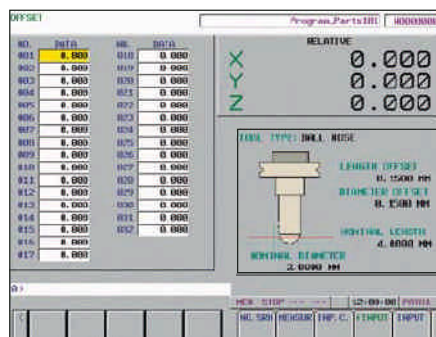 OFFSET
Program.Parts101
RELATIVE
NO. DATA NO. DATA
001 0.000 018 0.000
002 0.000 019 0.000
003 0.000 020 0.000
004 0.000 021 0.000
005 0.000 022 0.000
006 0.000 023 0.000
007 0.000 024 0.000
008 0.000 025 0.000
009 0.000 026 0.000
010 0.000 027 0.000
011 0.000 028 0.000
012 0.000 029 0.000
013 0.000 030 0.000
014 0.000 031 0.000
015 0.000 032 0.000
016 0.000
017 0.000
X 0.000
Y 0.000
Z 0.000
TOOL TYPE: BALL NOSE
LENGTH OFFSET
0.1500 MM
DIAMETER OFFSET
0.1500 MM
NOMINAL LENGTH
4.0000 MM
NOMINAL DIAMETER
2.0000 MM
A>
MEM STOP --- --- 12:00:00
NO. SRH MEASUR INP.C. +INPUT INPUT